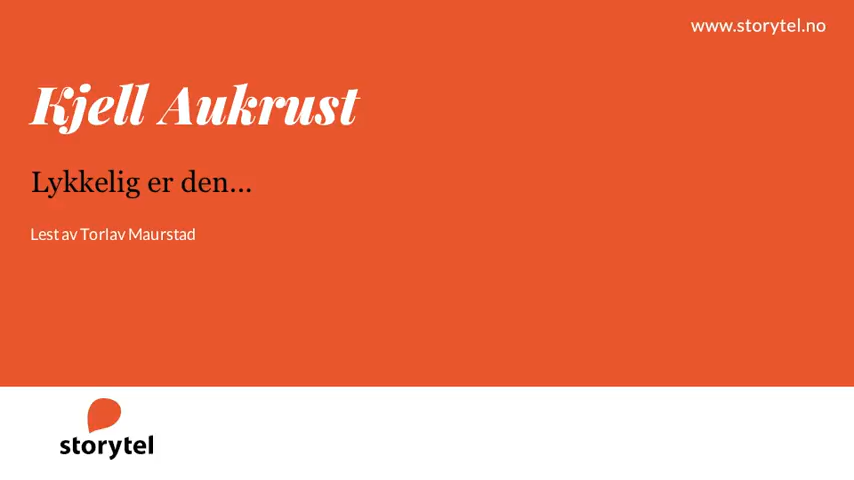 www.storytel.no
Kjell Aukrust
Lykkelig er den...
Lest av Torlav Maurstad
storytel